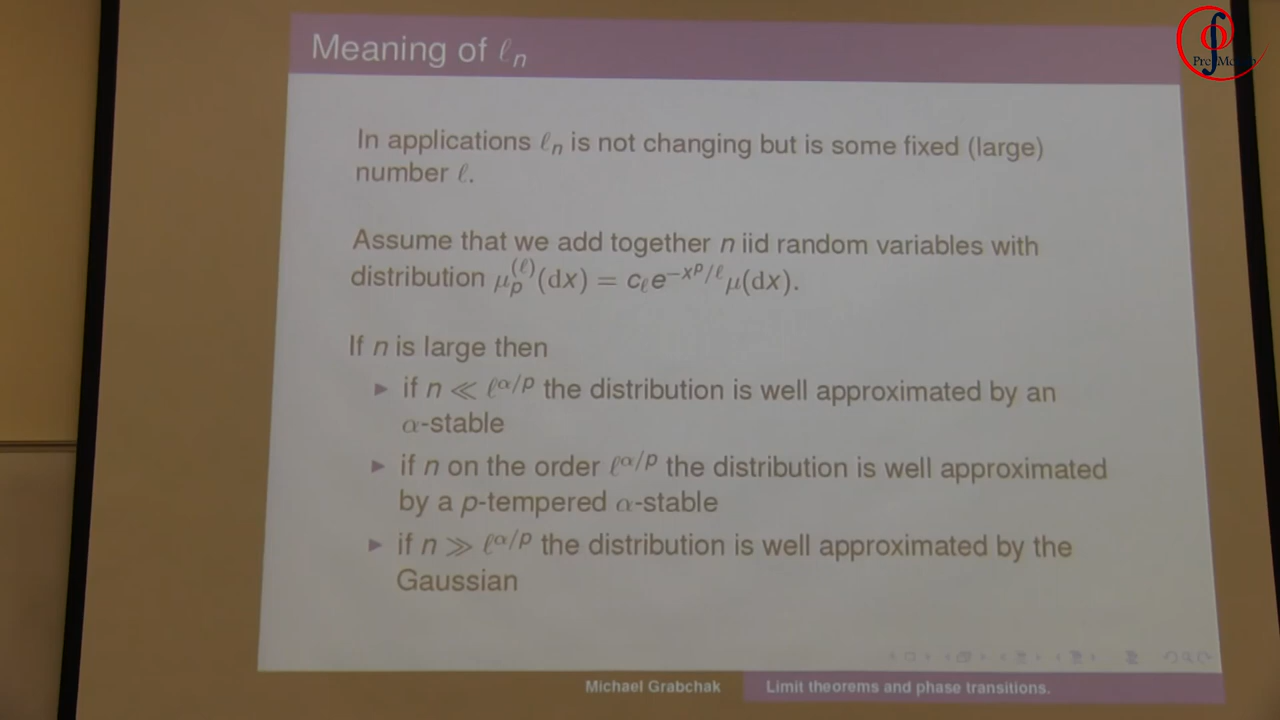 Meaning of ℓₙ
In applications ℓₙ is not changing but is some fixed (large)
number ℓ.
Assume that we add together n iid random variables with
distribution μₚ^(ℓ)(dx) = c_ℓ e^{−x^p/ℓ} μ(dx).
If n is large then
▶ if n ≪ ℓ^{α/p} the distribution is well approximated by an
α-stable
▶ if n on the order ℓ^{α/p} the distribution is well approximated
by a p-tempered α-stable
▶ if n ≫ ℓ^{α/p} the distribution is well approximated by the
Gaussian
Michael Grabchak
Limit theorems and phase transitions.